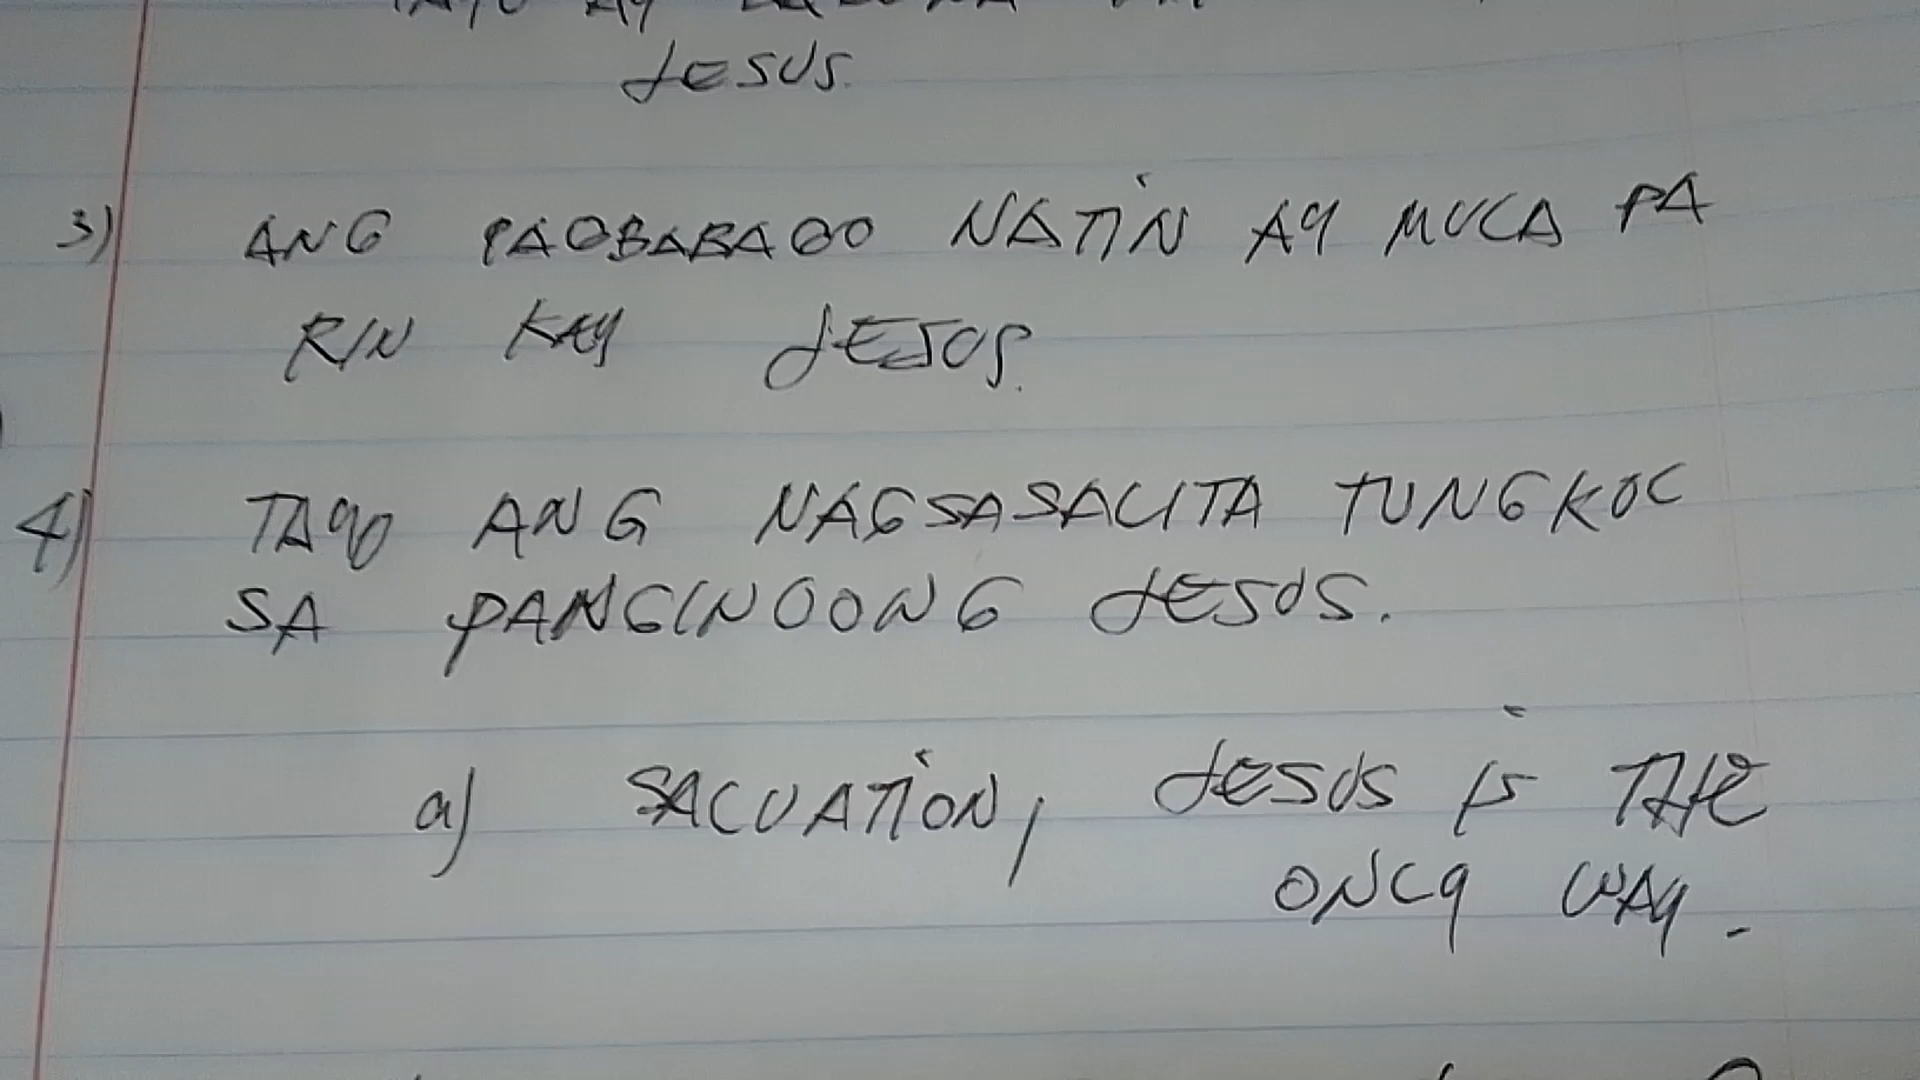 JESUS.
3) ANG PAGBABAGO NATIN AY MULA PA
RIN KAY JESUS.
4) TAYO ANG NAGSASALITA TUNGKOL
SA PANGINOONG JESUS.
a) SALVATION, JESUS IS THE
ONLY WAY.